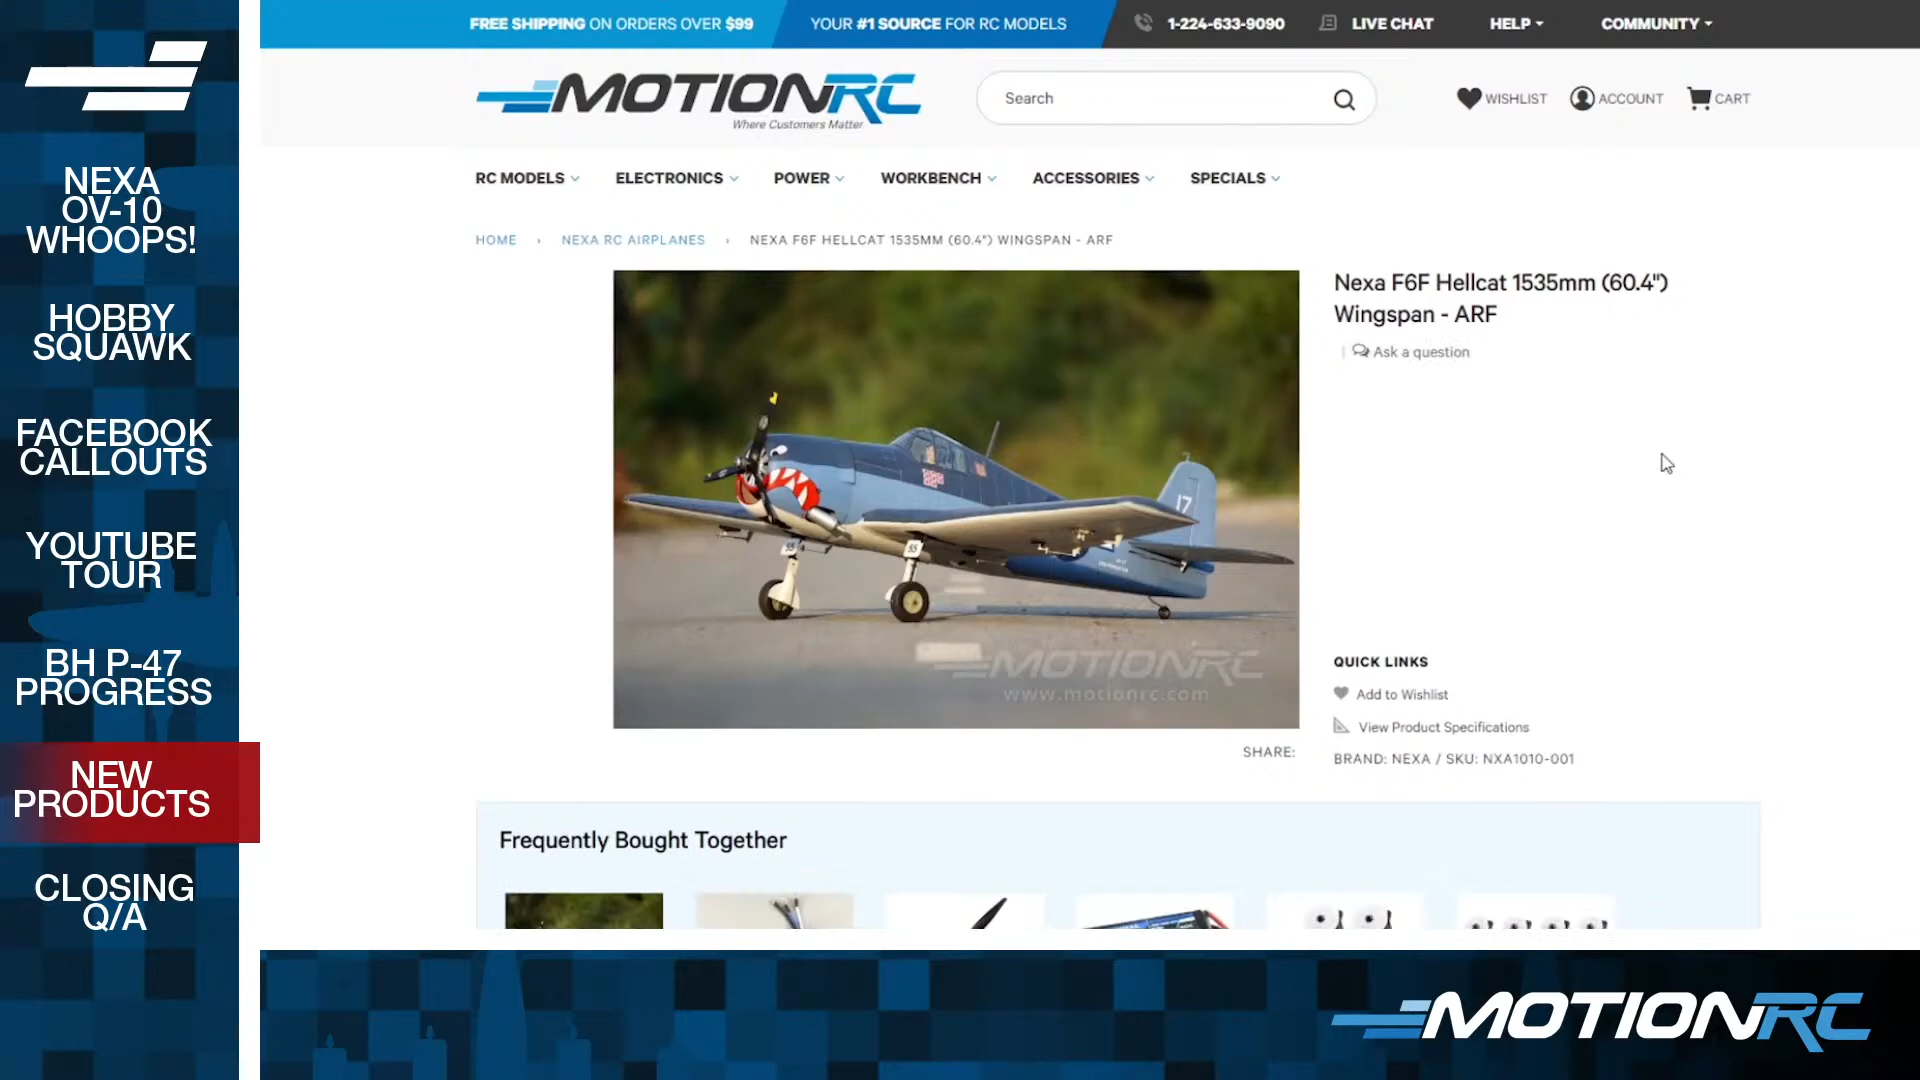 NEXA
OV-10
WHOOPS!
HOBBY
SQUAWK
FACEBOOK
CALLOUTS
YOUTUBE
TOUR
BH P-47
PROGRESS
NEW
PRODUCTS
CLOSING
Q/A
FREE SHIPPING ON ORDERS OVER $99
YOUR #1 SOURCE FOR RC MODELS
1-224-633-9090
LIVE CHAT
HELP
COMMUNITY
MOTIONRC
Where Customers Matter
Search
WISHLIST
ACCOUNT
CART
RC MODELS
ELECTRONICS
POWER
WORKBENCH
ACCESSORIES
SPECIALS
HOME › NEXA RC AIRPLANES › NEXA F6F HELLCAT 1535MM (60.4") WINGSPAN - ARF
17
55
55
MOTIONRC
www.motionrc.com
Nexa F6F Hellcat 1535mm (60.4")
Wingspan - ARF
| Ask a question
QUICK LINKS
Add to Wishlist
View Product Specifications
BRAND: NEXA / SKU: NXA1010-001
SHARE:
Frequently Bought Together
MOTIONRC